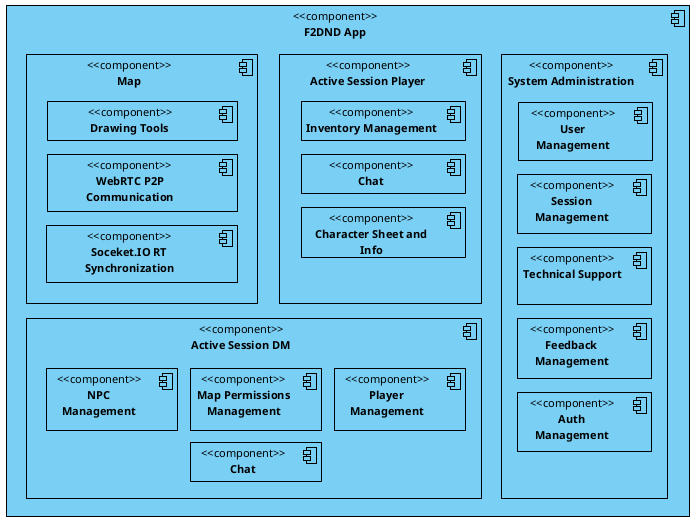 <<component>>
F2DND App
<<component>>
Map
<<component>>
Drawing Tools
<<component>>
WebRTC P2P
Communication
<<component>>
Soceket.IO RT
Synchronization
<<component>>
Active Session Player
<<component>>
Inventory Management
<<component>>
Chat
<<component>>
Character Sheet and
Info
<<component>>
System Administration
<<component>>
User
Management
<<component>>
Session
Management
<<component>>
Technical Support
<<component>>
Feedback
Management
<<component>>
Auth
Management
<<component>>
Active Session DM
<<component>>
NPC
Management
<<component>>
Map Permissions
Management
<<component>>
Player
Management
<<component>>
Chat